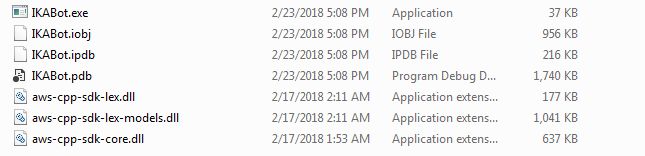 IKABot.exe 2/23/2018 5:08 PM Application 37 KB
IKABot.iobj 2/23/2018 5:08 PM IOBJ File 956 KB
IKABot.ipdb 2/23/2018 5:08 PM IPDB File 216 KB
IKABot.pdb 2/23/2018 5:08 PM Program Debug D... 1,740 KB
aws-cpp-sdk-lex.dll 2/17/2018 2:11 AM Application extens... 177 KB
aws-cpp-sdk-lex-models.dll 2/17/2018 2:11 AM Application extens... 1,041 KB
aws-cpp-sdk-core.dll 2/17/2018 1:53 AM Application extens... 637 KB